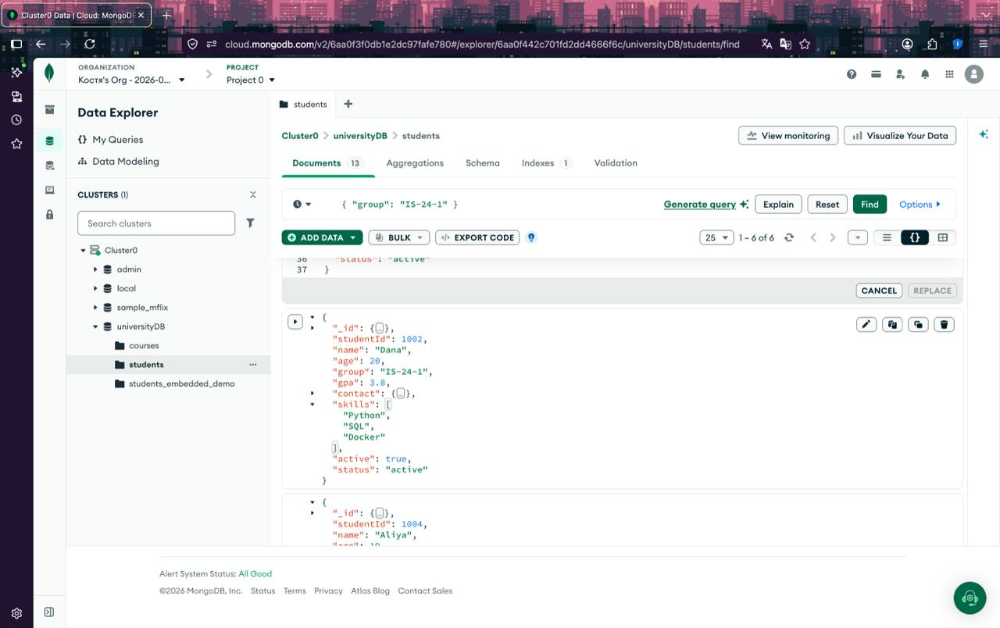 Cluster0 Data | Cloud: MongoDB
cloud.mongodb.com/v2/6aa0f3f0db1e2dc97fafe780#/explorer/6aa0f442c701fd2dd4666f6c/universityDB/students/find
ORGANIZATION
Костя's Org - 2026-0...
PROJECT
Project 0
Data Explorer
My Queries
Data Modeling
CLUSTERS (1)
Search clusters
Cluster0
admin
local
sample_mflix
universityDB
courses
students
students_embedded_demo
students
Cluster0 > universityDB > students
View monitoring
Visualize Your Data
Documents 13
Aggregations
Schema
Indexes 1
Validation
{ "group": "IS-24-1" }
Generate query
Explain
Reset
Find
Options
ADD DATA
BULK
EXPORT CODE
25
1 – 6 of 6
{}
36 "status": "active"
37 }
CANCEL
REPLACE
{
"_id": {…},
"studentId": 1002,
"name": "Dana",
"age": 20,
"group": "IS-24-1",
"gpa": 3.8,
"contact": {…},
"skills": [
"Python",
"SQL",
"Docker"
],
"active": true,
"status": "active"
}
{
"_id": {…},
"studentId": 1004,
"name": "Aliya",
"age": 19
Alert System Status: All Good
©2026 MongoDB, Inc. Status Terms Privacy Atlas Blog Contact Sales